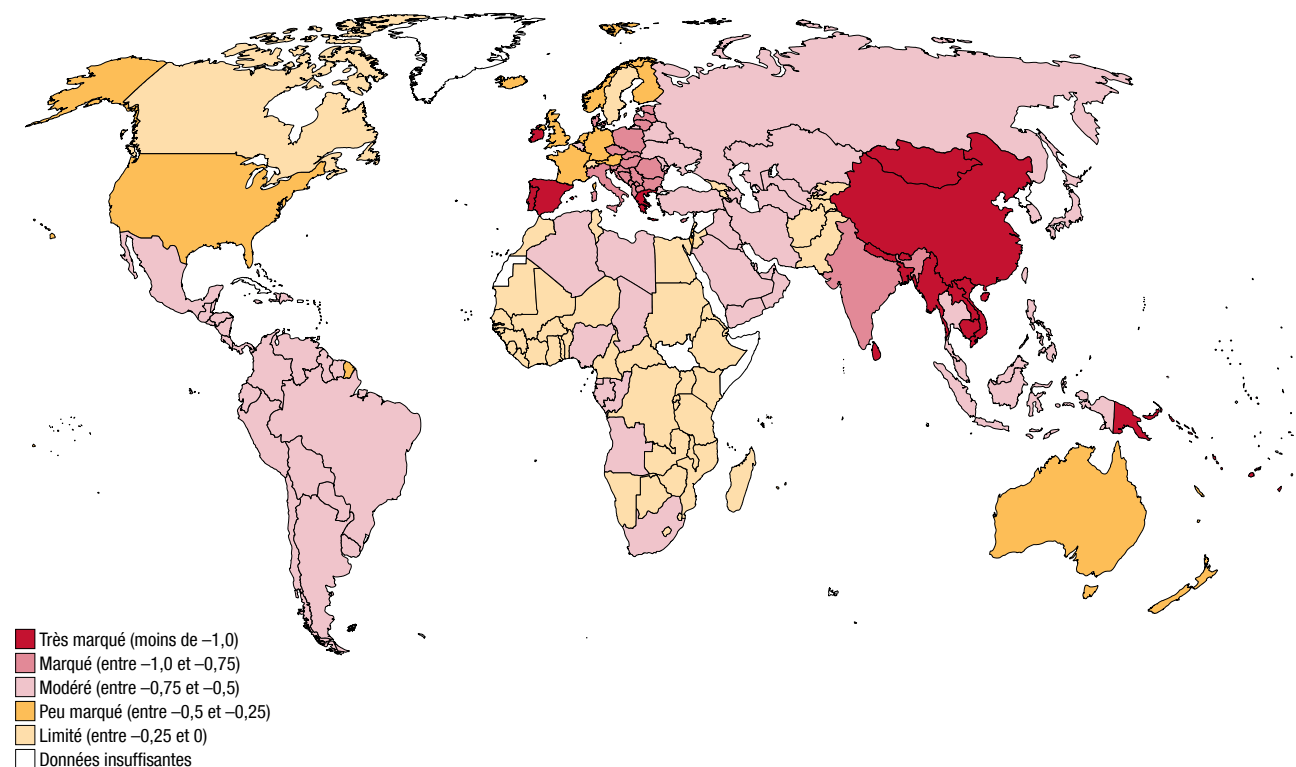 Très marqué (moins de –1,0)
Marqué (entre –1,0 et –0,75)
Modéré (entre –0,75 et –0,5)
Peu marqué (entre –0,5 et –0,25)
Limité (entre –0,25 et 0)
Données insuffisantes